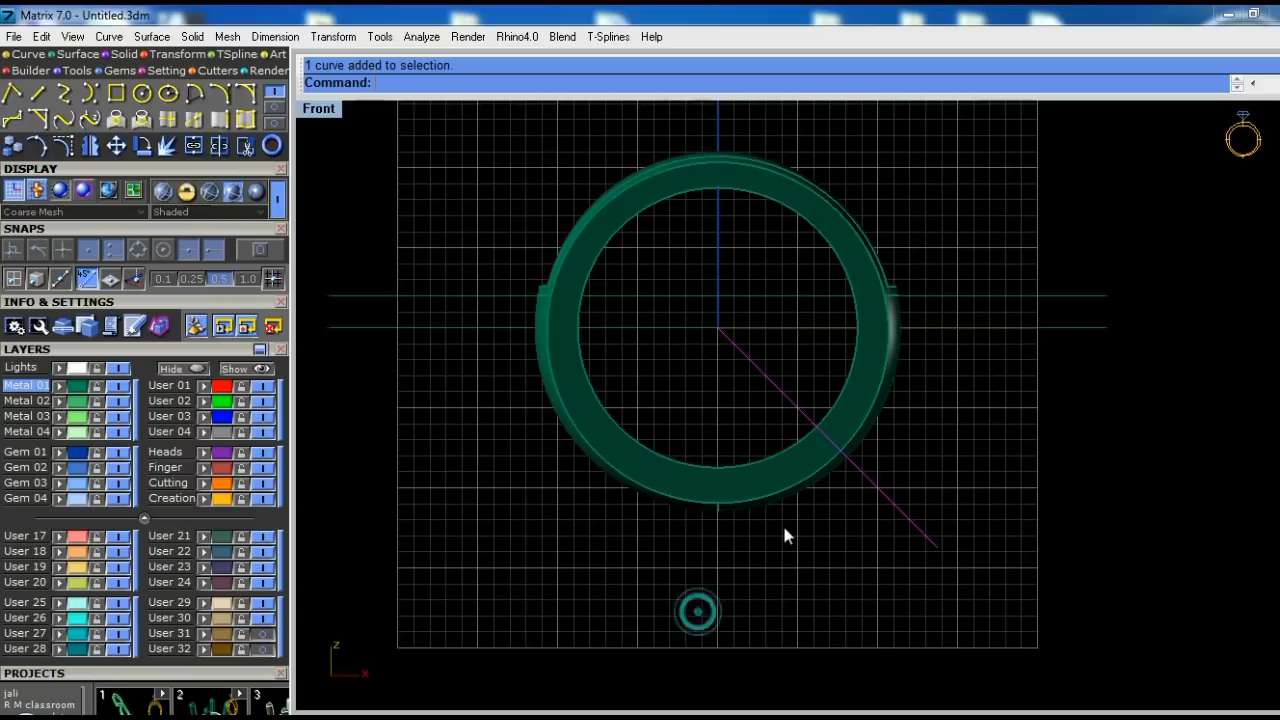 Matrix 7.0 - Untitled.3dm
File Edit View Curve Surface Solid Mesh Dimension Transform Tools Analyze Render Rhino4.0 Blend T-Splines Help
Curve Surface Solid Transform TSpline Art
Builder Tools Gems Setting Cutters Render
1 curve added to selection.
Command:
Front
DISPLAY
Coarse Mesh Shaded
SNAPS
45°
0.1 0.25 0.5 1.0
INFO & SETTINGS
LAYERS
Lights Hide Show
Metal 01 User 01
Metal 02 User 02
Metal 03 User 03
Metal 04 User 04
Gem 01 Heads
Gem 02 Finger
Gem 03 Cutting
Gem 04 Creation
User 17 User 21
User 18 User 22
User 19 User 23
User 20 User 24
User 25 User 29
User 26 User 30
User 27 User 31
User 28 User 32
PROJECTS
jali
R M classroom
1 2 3
z
x